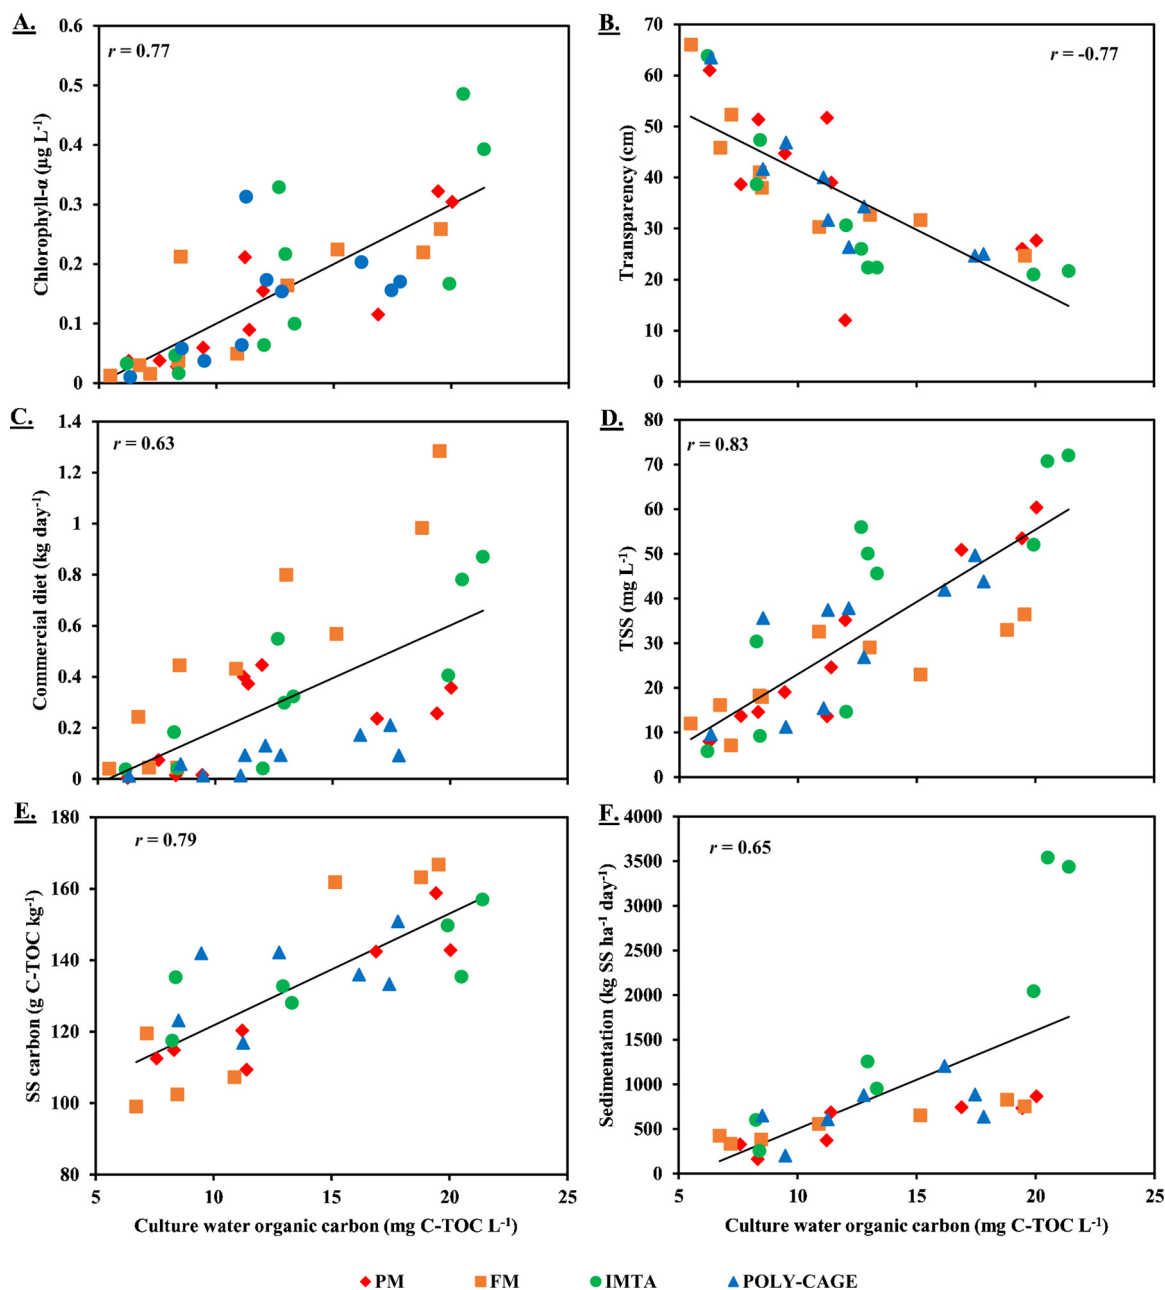 A.
r = 0.77
Chlorophyll-α (µg L-1)
0.6
0.5
0.4
0.3
0.2
0.1
0
B.
r = -0.77
Transparency (cm)
70
60
50
40
30
20
10
0
C.
r = 0.63
Commercial diet (kg day-1)
1.4
1.2
1
0.8
0.6
0.4
0.2
0
D.
r = 0.83
TSS (mg L-1)
80
70
60
50
40
30
20
10
0
E.
r = 0.79
SS carbon (g C-TOC kg-1)
180
160
140
120
100
80
5 10 15 20 25
Culture water organic carbon (mg C-TOC L-1)
F.
r = 0.65
Sedimentation (kg SS ha-1 day-1)
4000
3500
3000
2500
2000
1500
1000
500
0
5 10 15 20 25
Culture water organic carbon (mg C-TOC L-1)
PM FM IMTA POLY-CAGE